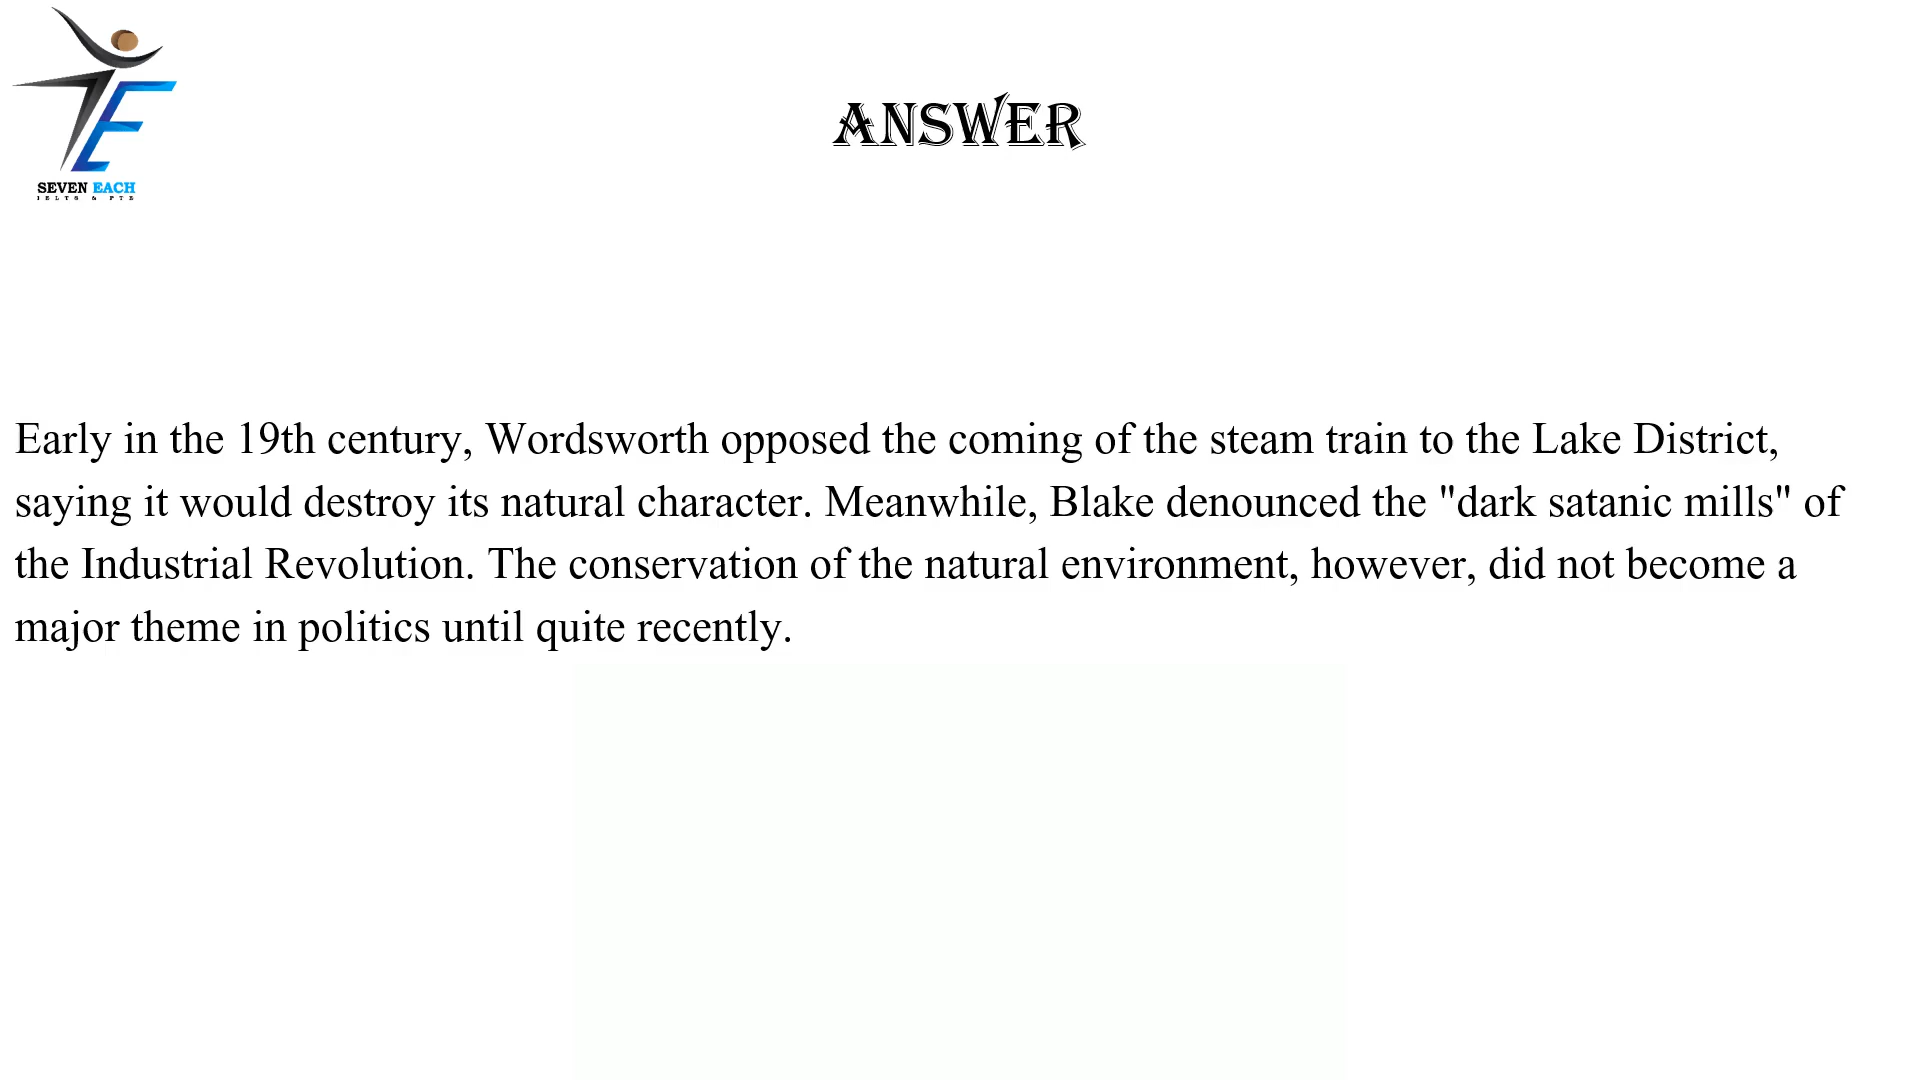 SEVEN EACH
IELTS & PTE
ANSWER
Early in the 19th century, Wordsworth opposed the coming of the steam train to the Lake District,
saying it would destroy its natural character. Meanwhile, Blake denounced the "dark satanic mills" of
the Industrial Revolution. The conservation of the natural environment, however, did not become a
major theme in politics until quite recently.